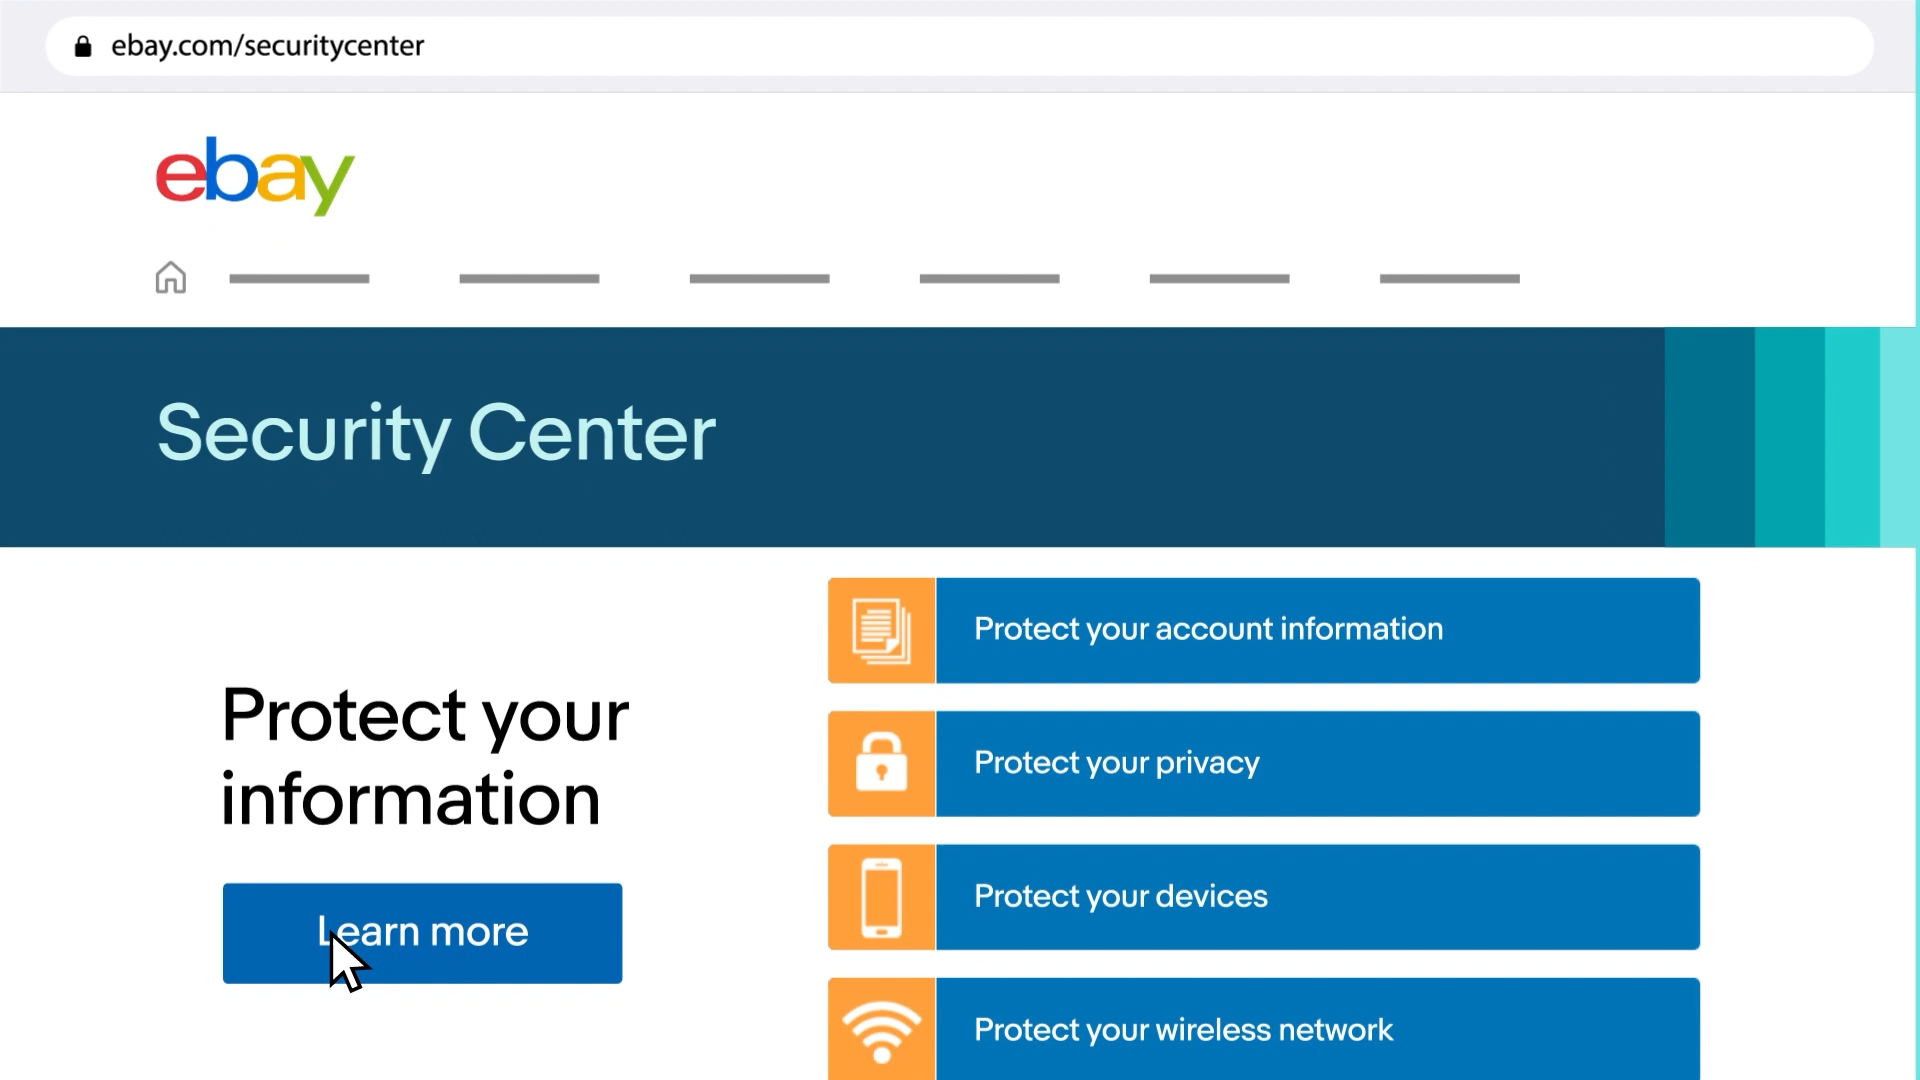 ebay.com/securitycenter
ebay
Security Center
Protect your
information
Learn more
Protect your account information
Protect your privacy
Protect your devices
Protect your wireless network